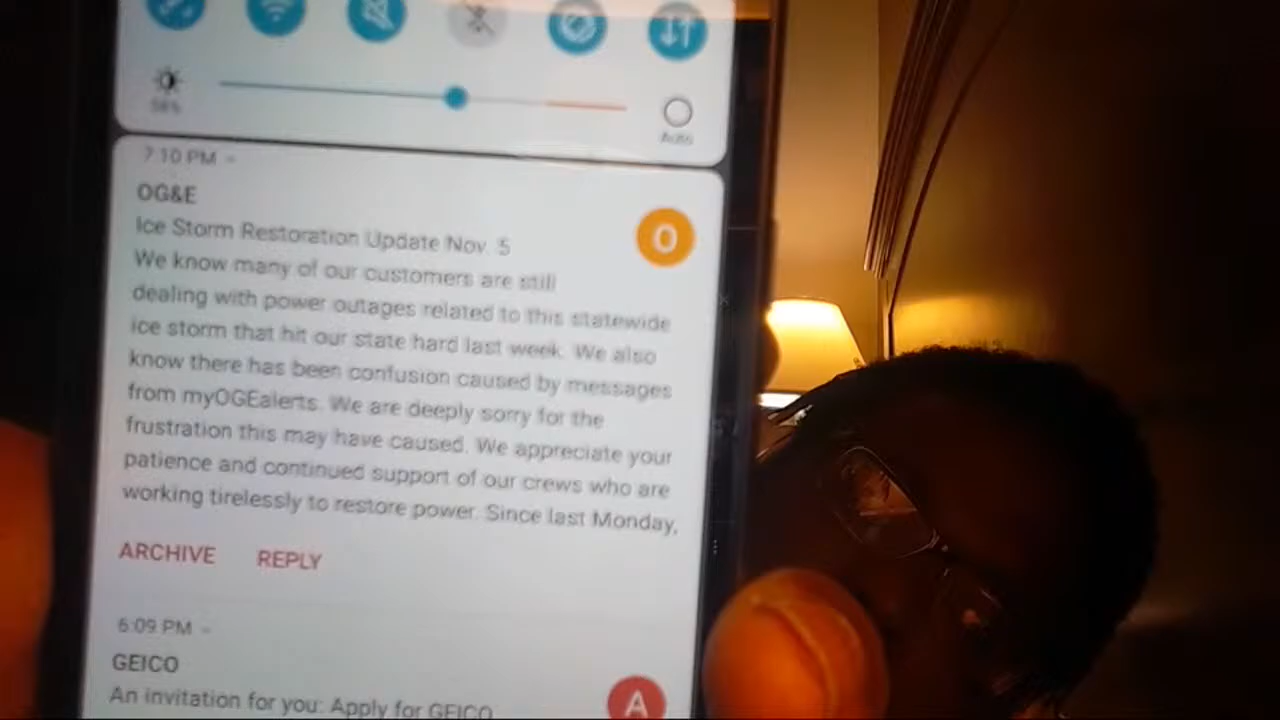 58%
Auto
7:10 PM
OG&E
O
Ice Storm Restoration Update Nov. 5
We know many of our customers are still
dealing with power outages related to this statewide
ice storm that hit our state hard last week. We also
know there has been confusion caused by messages
from myOGEalerts. We are deeply sorry for the
frustration this may have caused. We appreciate your
patience and continued support of our crews who are
working tirelessly to restore power. Since last Monday,
ARCHIVE REPLY
6:09 PM
GEICO
An invitation for you: Apply for GEICO
A